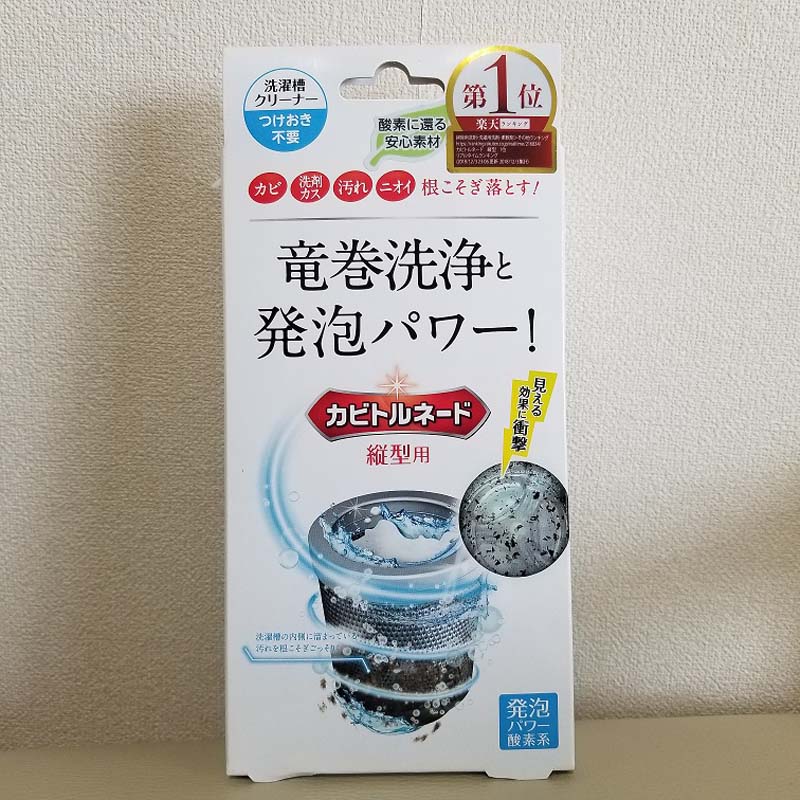 洗濯槽
クリーナー
つけおき
不要
酸素に還る
安心素材
第1位
楽天ランキング
カビ
洗剤
カス
汚れ
ニオイ
根こそぎ落とす!
竜巻洗浄と
発泡パワー!
カビトルネード
縦型用
見える
効果に衝撃
洗濯槽の内側に溜まっている
汚れを根こそぎごっそり
発泡
パワー
酸素系